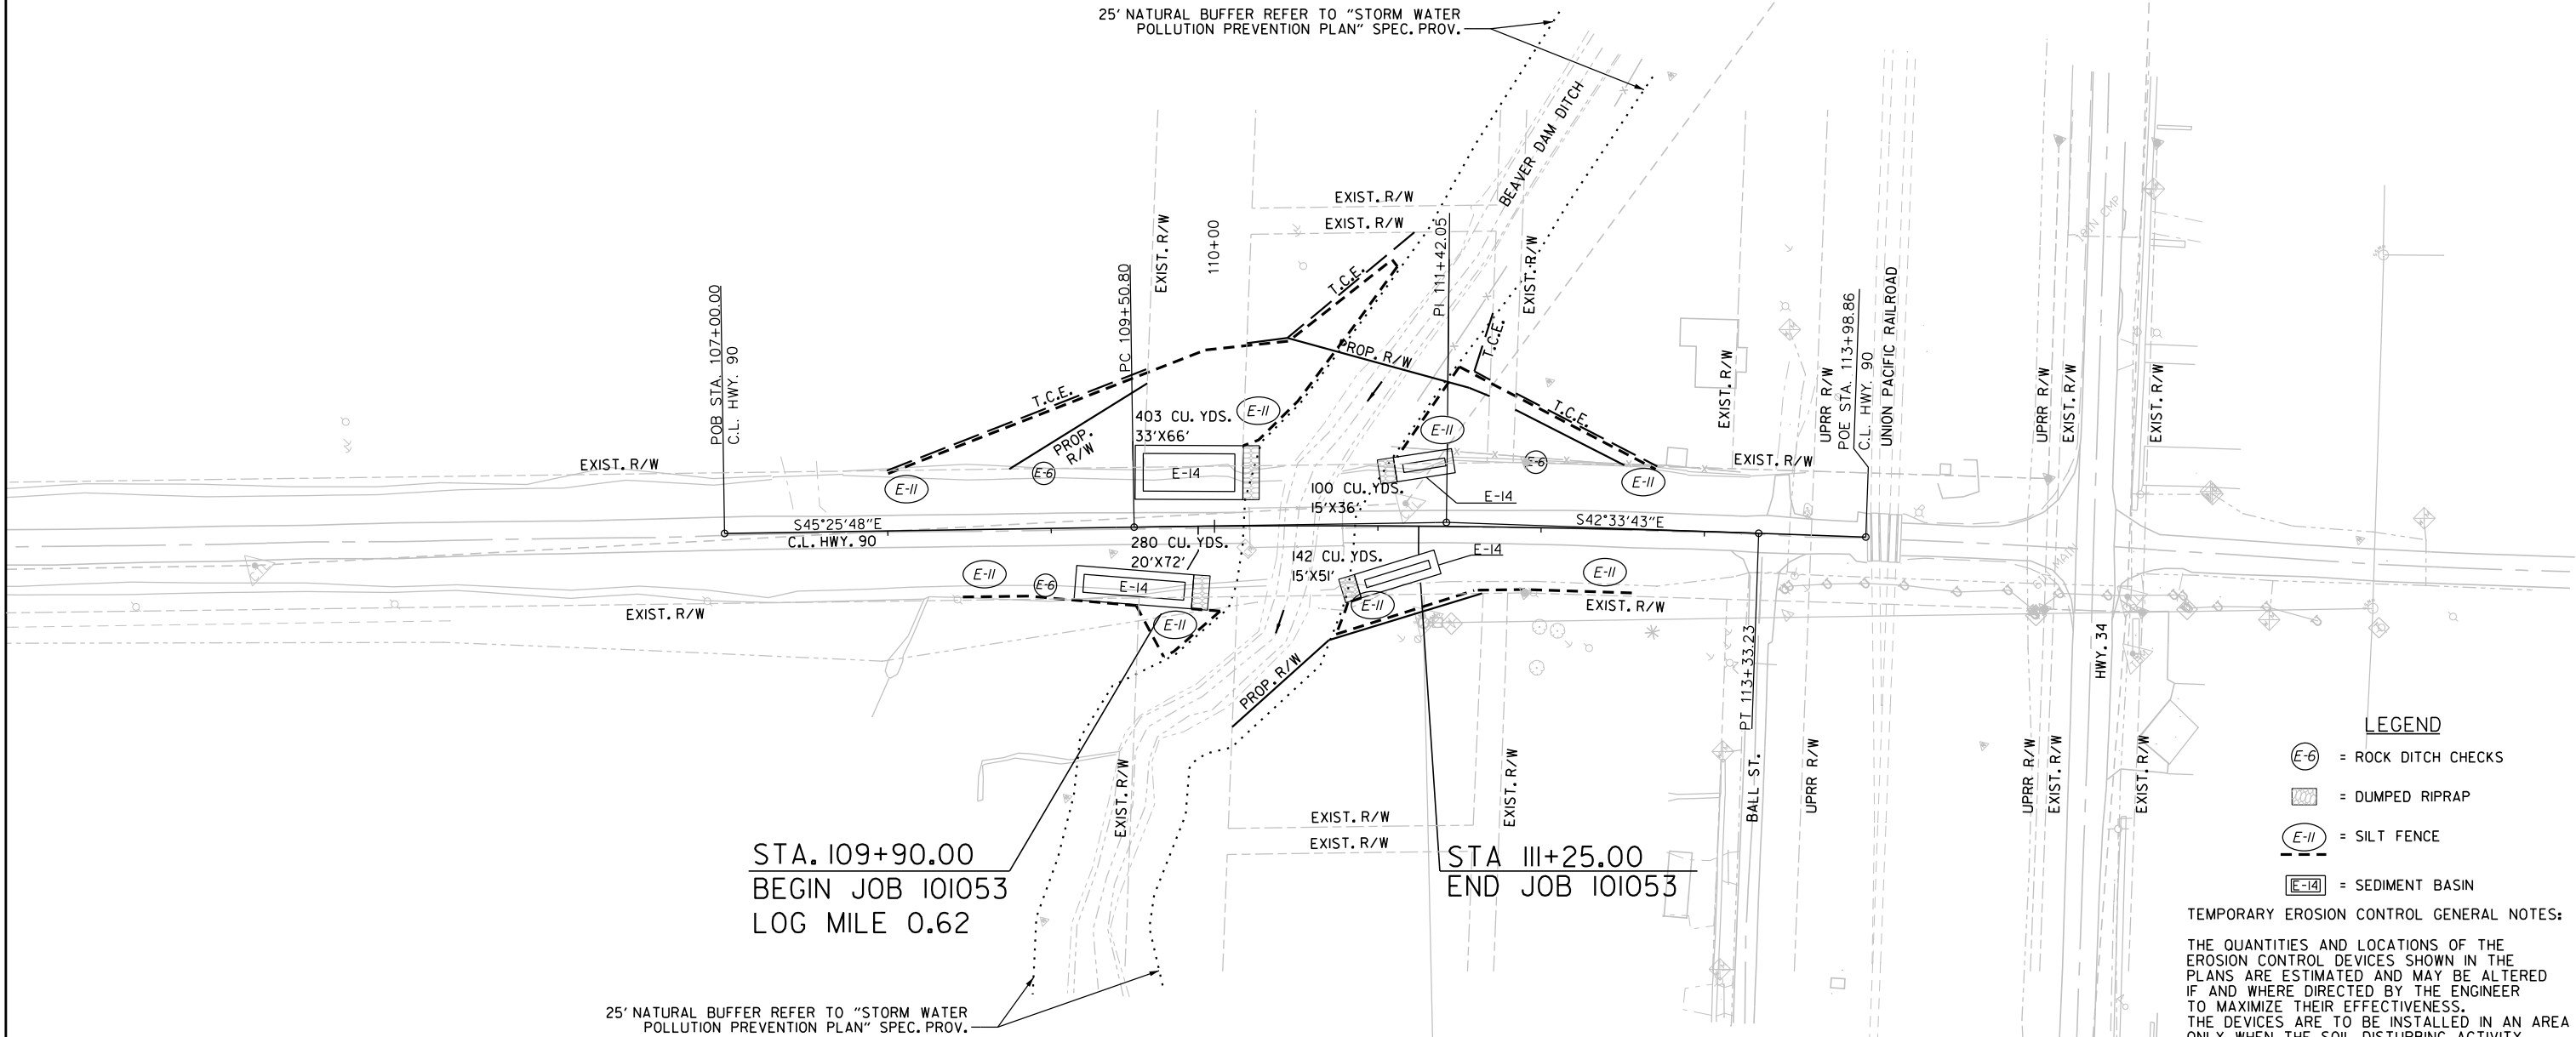 25' NATURAL BUFFER REFER TO "STORM WATER
POLLUTION PREVENTION PLAN" SPEC. PROV.
BEAVER DAM DITCH
EXIST. R/W
EXIST. R/W
EXIST. R/W
110+00
PC 109+50.80
PI 111+42.05
EXIST. R/W
T.C.E.
T.C.E.
PROP. R/W
POB STA. 107+00.00
C.L. HWY. 90
T.C.E.
PROP.
R/W
403 CU. YDS.
33'X66'
E-11
E-11
T.C.E.
EXIST. R/W
UPRR R/W
POE STA. 113+98.86
C.L. HWY. 90
UNION PACIFIC RAILROAD
UPRR R/W
EXIST. R/W
EXIST. R/W
TRIN CMP
EXIST. R/W
E-6
E-14
E-6
EXIST. R/W
E-11
E-11
100 CU. YDS.
15'X36'
E-14
S45°25'48"E
C.L. HWY. 90
S42°33'43"E
280 CU. YDS.
20'X72'
142 CU. YDS.
15'X51'
E-14
E-11
E-6
E-14
E-11
E-11
E-11
EXIST. R/W
EXIST. R/W
PROP. R/W
PT 113+33.23
BALL ST.
HWY. 34
EXIST. R/W
EXIST. R/W
UPRR R/W
UPRR R/W
EXIST. R/W
EXIST. R/W
EXIST. R/W
EXIST. R/W
STA. 109+90.00
BEGIN JOB 101053
LOG MILE 0.62
STA 111+25.00
END JOB 101053
25' NATURAL BUFFER REFER TO "STORM WATER
POLLUTION PREVENTION PLAN" SPEC. PROV.
LEGEND
E-6 = ROCK DITCH CHECKS
= DUMPED RIPRAP
E-11 = SILT FENCE
E-14 = SEDIMENT BASIN
TEMPORARY EROSION CONTROL GENERAL NOTES:
THE QUANTITIES AND LOCATIONS OF THE
EROSION CONTROL DEVICES SHOWN IN THE
PLANS ARE ESTIMATED AND MAY BE ALTERED
IF AND WHERE DIRECTED BY THE ENGINEER
TO MAXIMIZE THEIR EFFECTIVENESS.
THE DEVICES ARE TO BE INSTALLED IN AN AREA
ONLY WHEN THE SOIL DISTURBING ACTIVITY